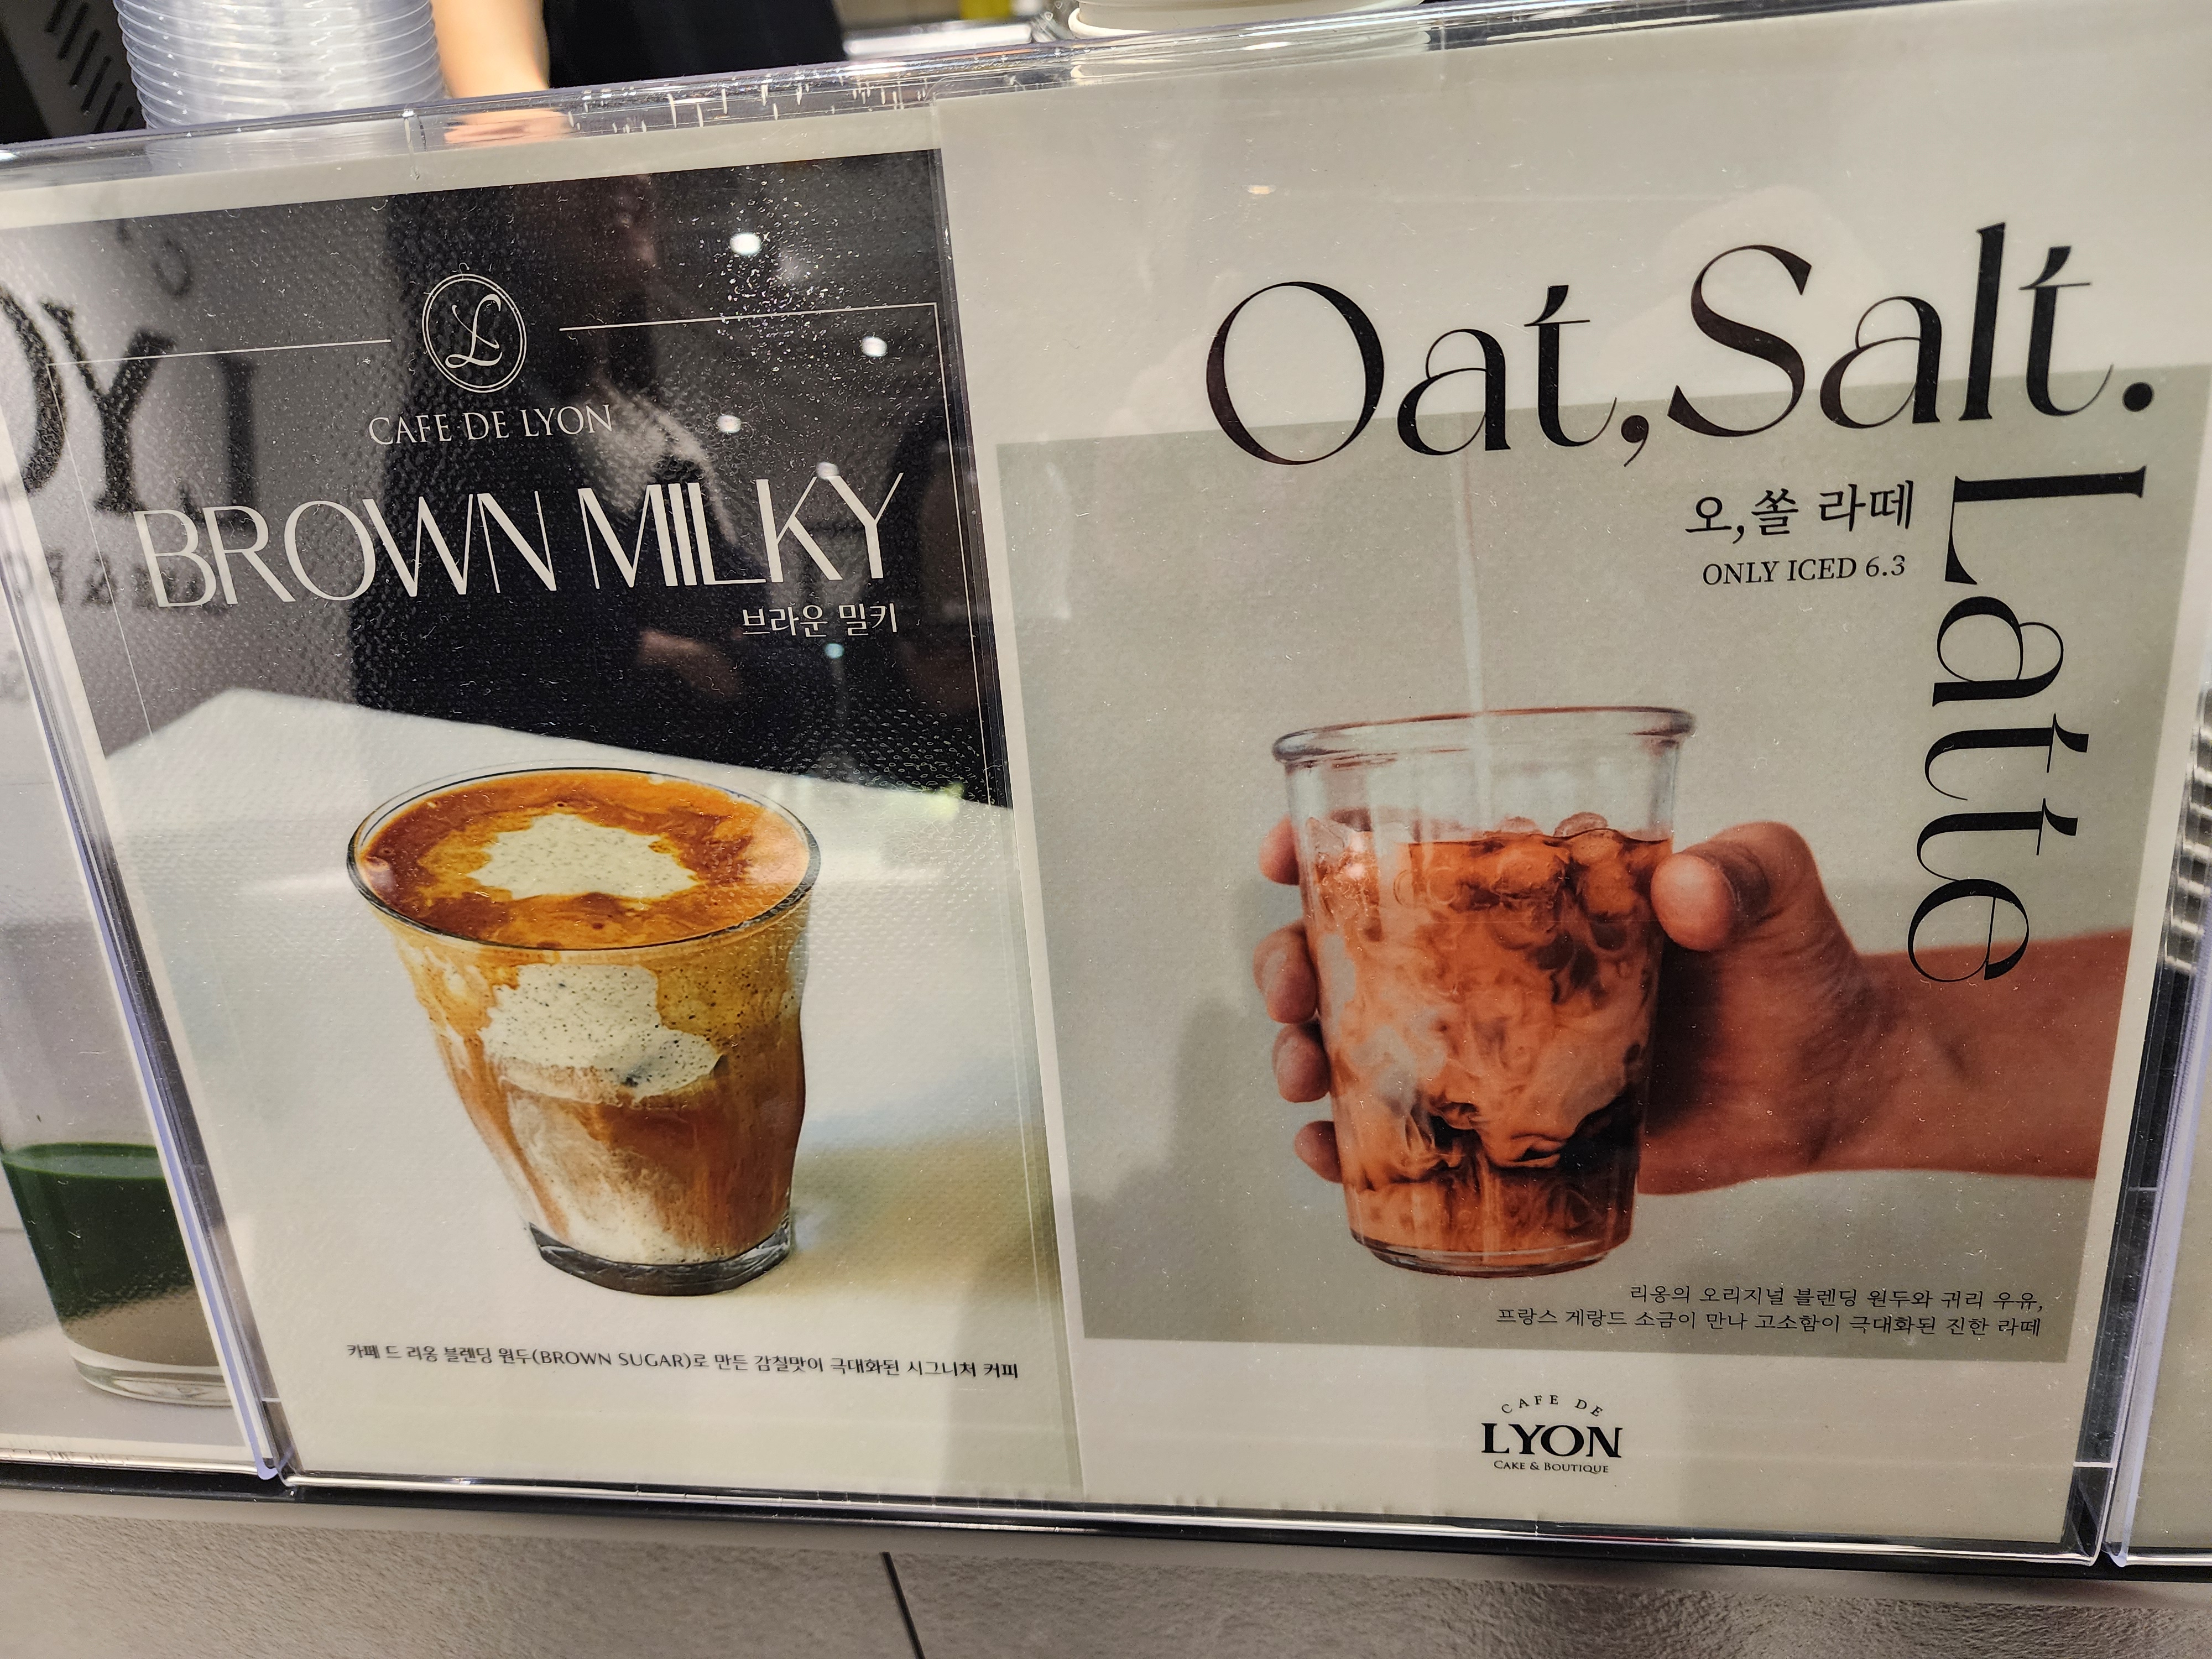 CAFE DE LYON
BROWN MILKY
브라운 밀키
카페 드 리옹 블렌딩 원두(BROWN SUGAR)로 만든 감칠맛이 극대화된 시그니처 커피
Oat, Salt.
Latte
오,쏠 라떼
ONLY ICED 6.3
리옹의 오리지널 블렌딩 원두와 귀리 우유,
프랑스 게랑드 소금이 만나 고소함이 극대화된 진한 라떼
CAFE DE
LYON
CAKE & BOUTIQUE